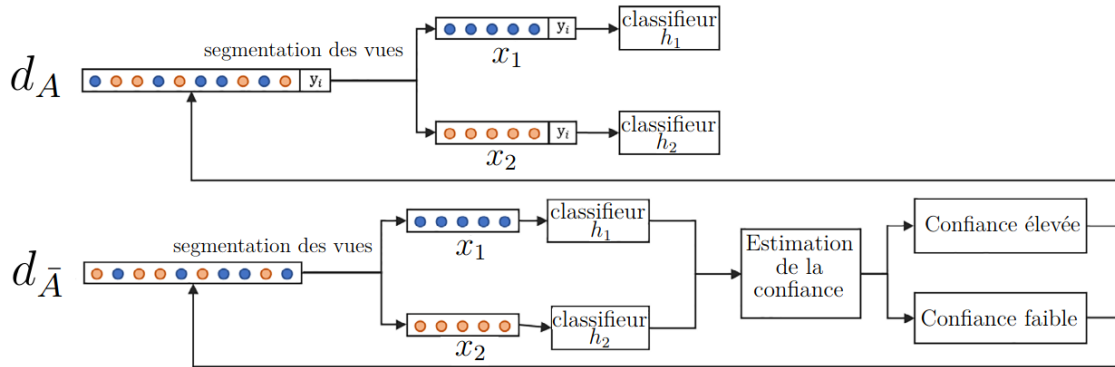 d_A
segmentation des vues
y_i
x_1
y_i
classifieur
h_1
x_2
y_i
classifieur
h_2
d_Ā
segmentation des vues
x_1
classifieur
h_1
x_2
classifieur
h_2
Estimation
de la
confiance
Confiance élevée
Confiance faible